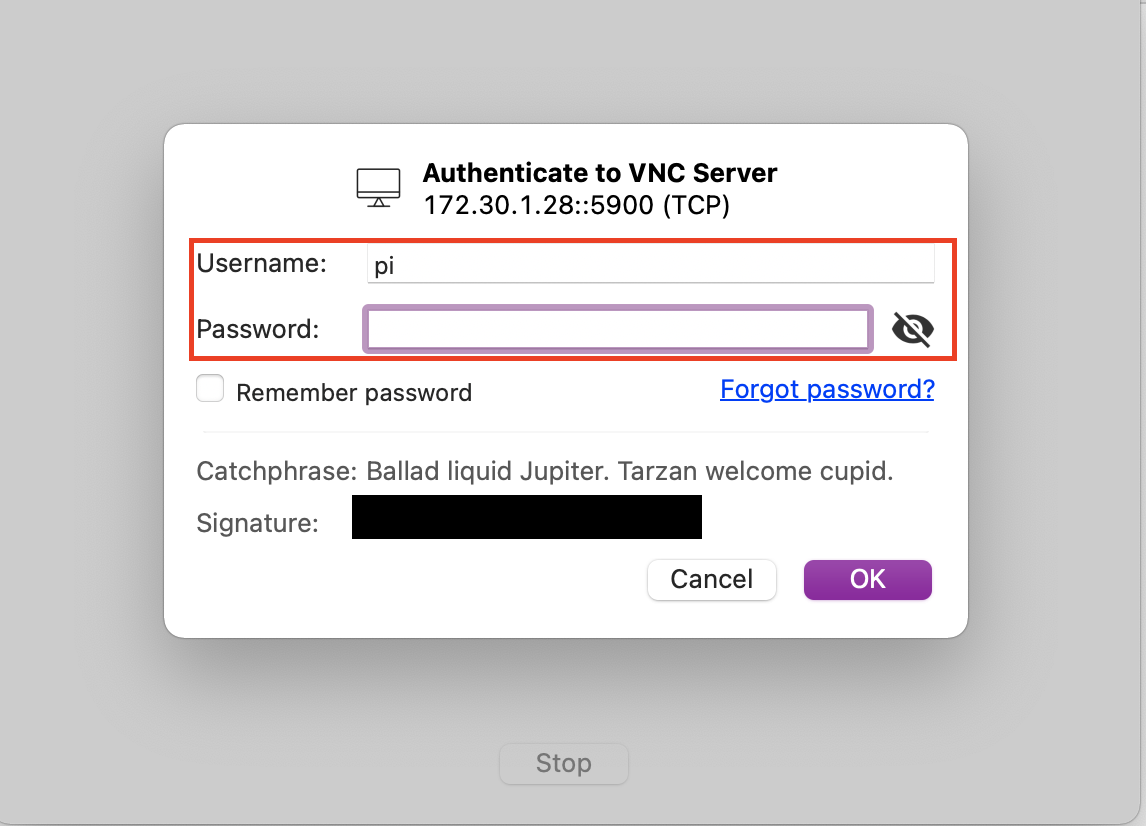 Authenticate to VNC Server
172.30.1.28::5900 (TCP)
Username: pi
Password:
Remember password Forgot password?
Catchphrase: Ballad liquid Jupiter. Tarzan welcome cupid.
Signature:
Cancel OK
Stop